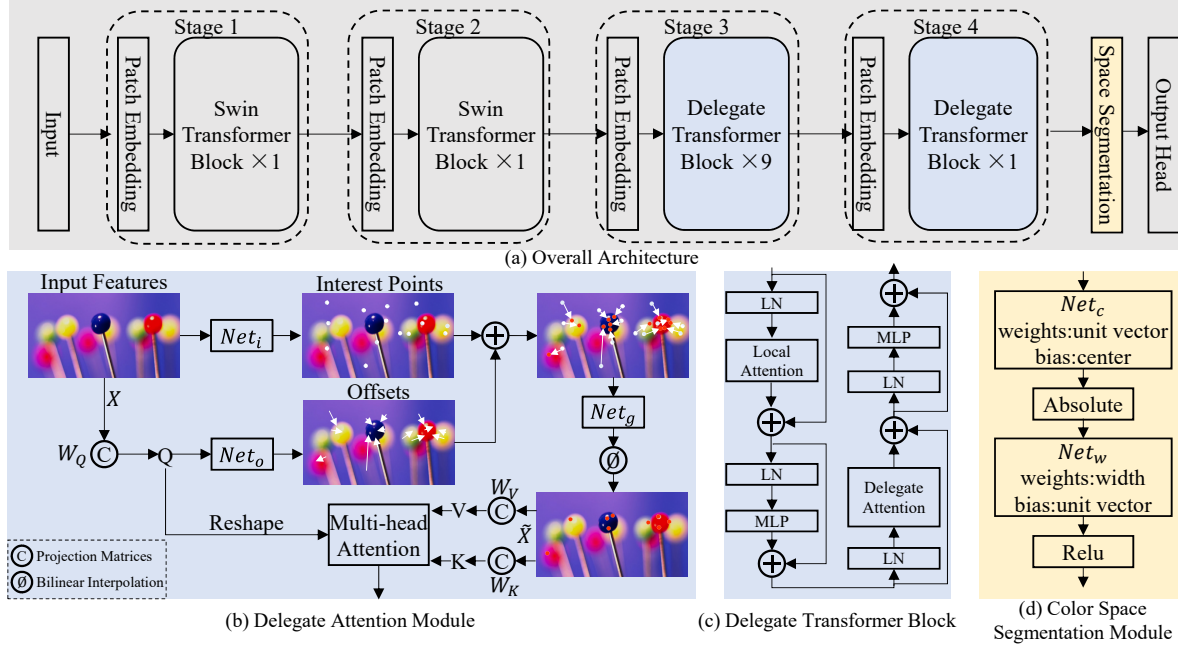 Stage 1
Stage 2
Stage 3
Stage 4
Input
Patch Embedding
Swin
Transformer
Block ×1
Patch Embedding
Swin
Transformer
Block ×1
Patch Embedding
Delegate
Transformer
Block ×9
Patch Embedding
Delegate
Transformer
Block ×1
Space Segmentation
Output Head
(a) Overall Architecture
Input Features
Interest Points
Net_i
+
Offsets
X
Net_g
W_Q
C
Q
Net_o
Ø
Reshape
Multi-head
Attention
V
W_V
C
X̃
K
C
W_K
C Projection Matrices
Ø Bilinear Interpolation
(b) Delegate Attention Module
LN
Local
Attention
+
LN
MLP
+
+
MLP
LN
+
Delegate
Attention
LN
(c) Delegate Transformer Block
Net_c
weights:unit vector
bias:center
Absolute
Net_w
weights:width
bias:unit vector
Relu
(d) Color Space
Segmentation Module